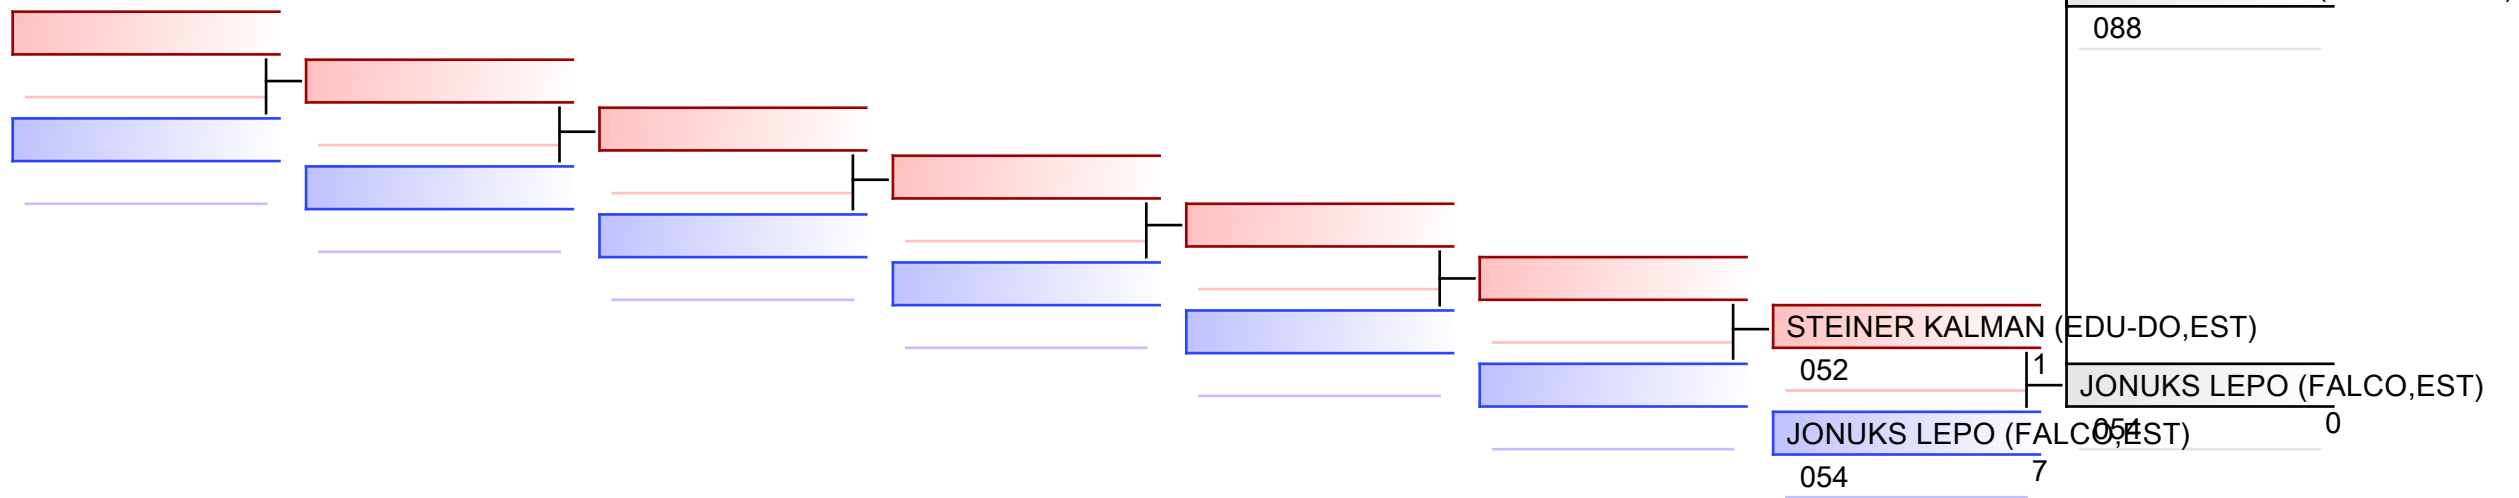 088
STEINER KALMAN (EDU-DO,EST)
052
1
JONUKS LEPO (FALCO,EST)
0
JONUKS LEPO (FALCO,EST)
054
054
7